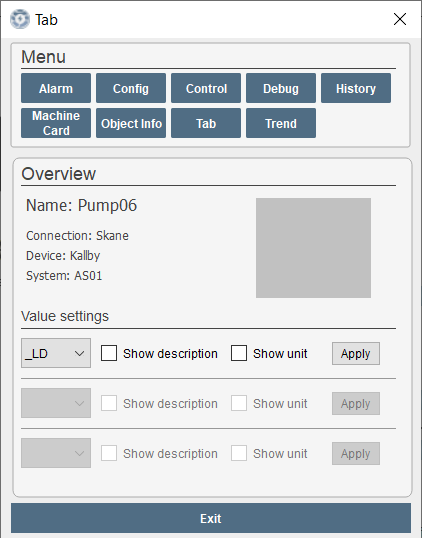 Tab
Menu
Alarm Config Control Debug History
Machine Card Object Info Tab Trend
Overview
Name: Pump06
Connection: Skane
Device: Kallby
System: AS01
Value settings
_LD Show description Show unit Apply
Show description Show unit Apply
Show description Show unit Apply
Exit